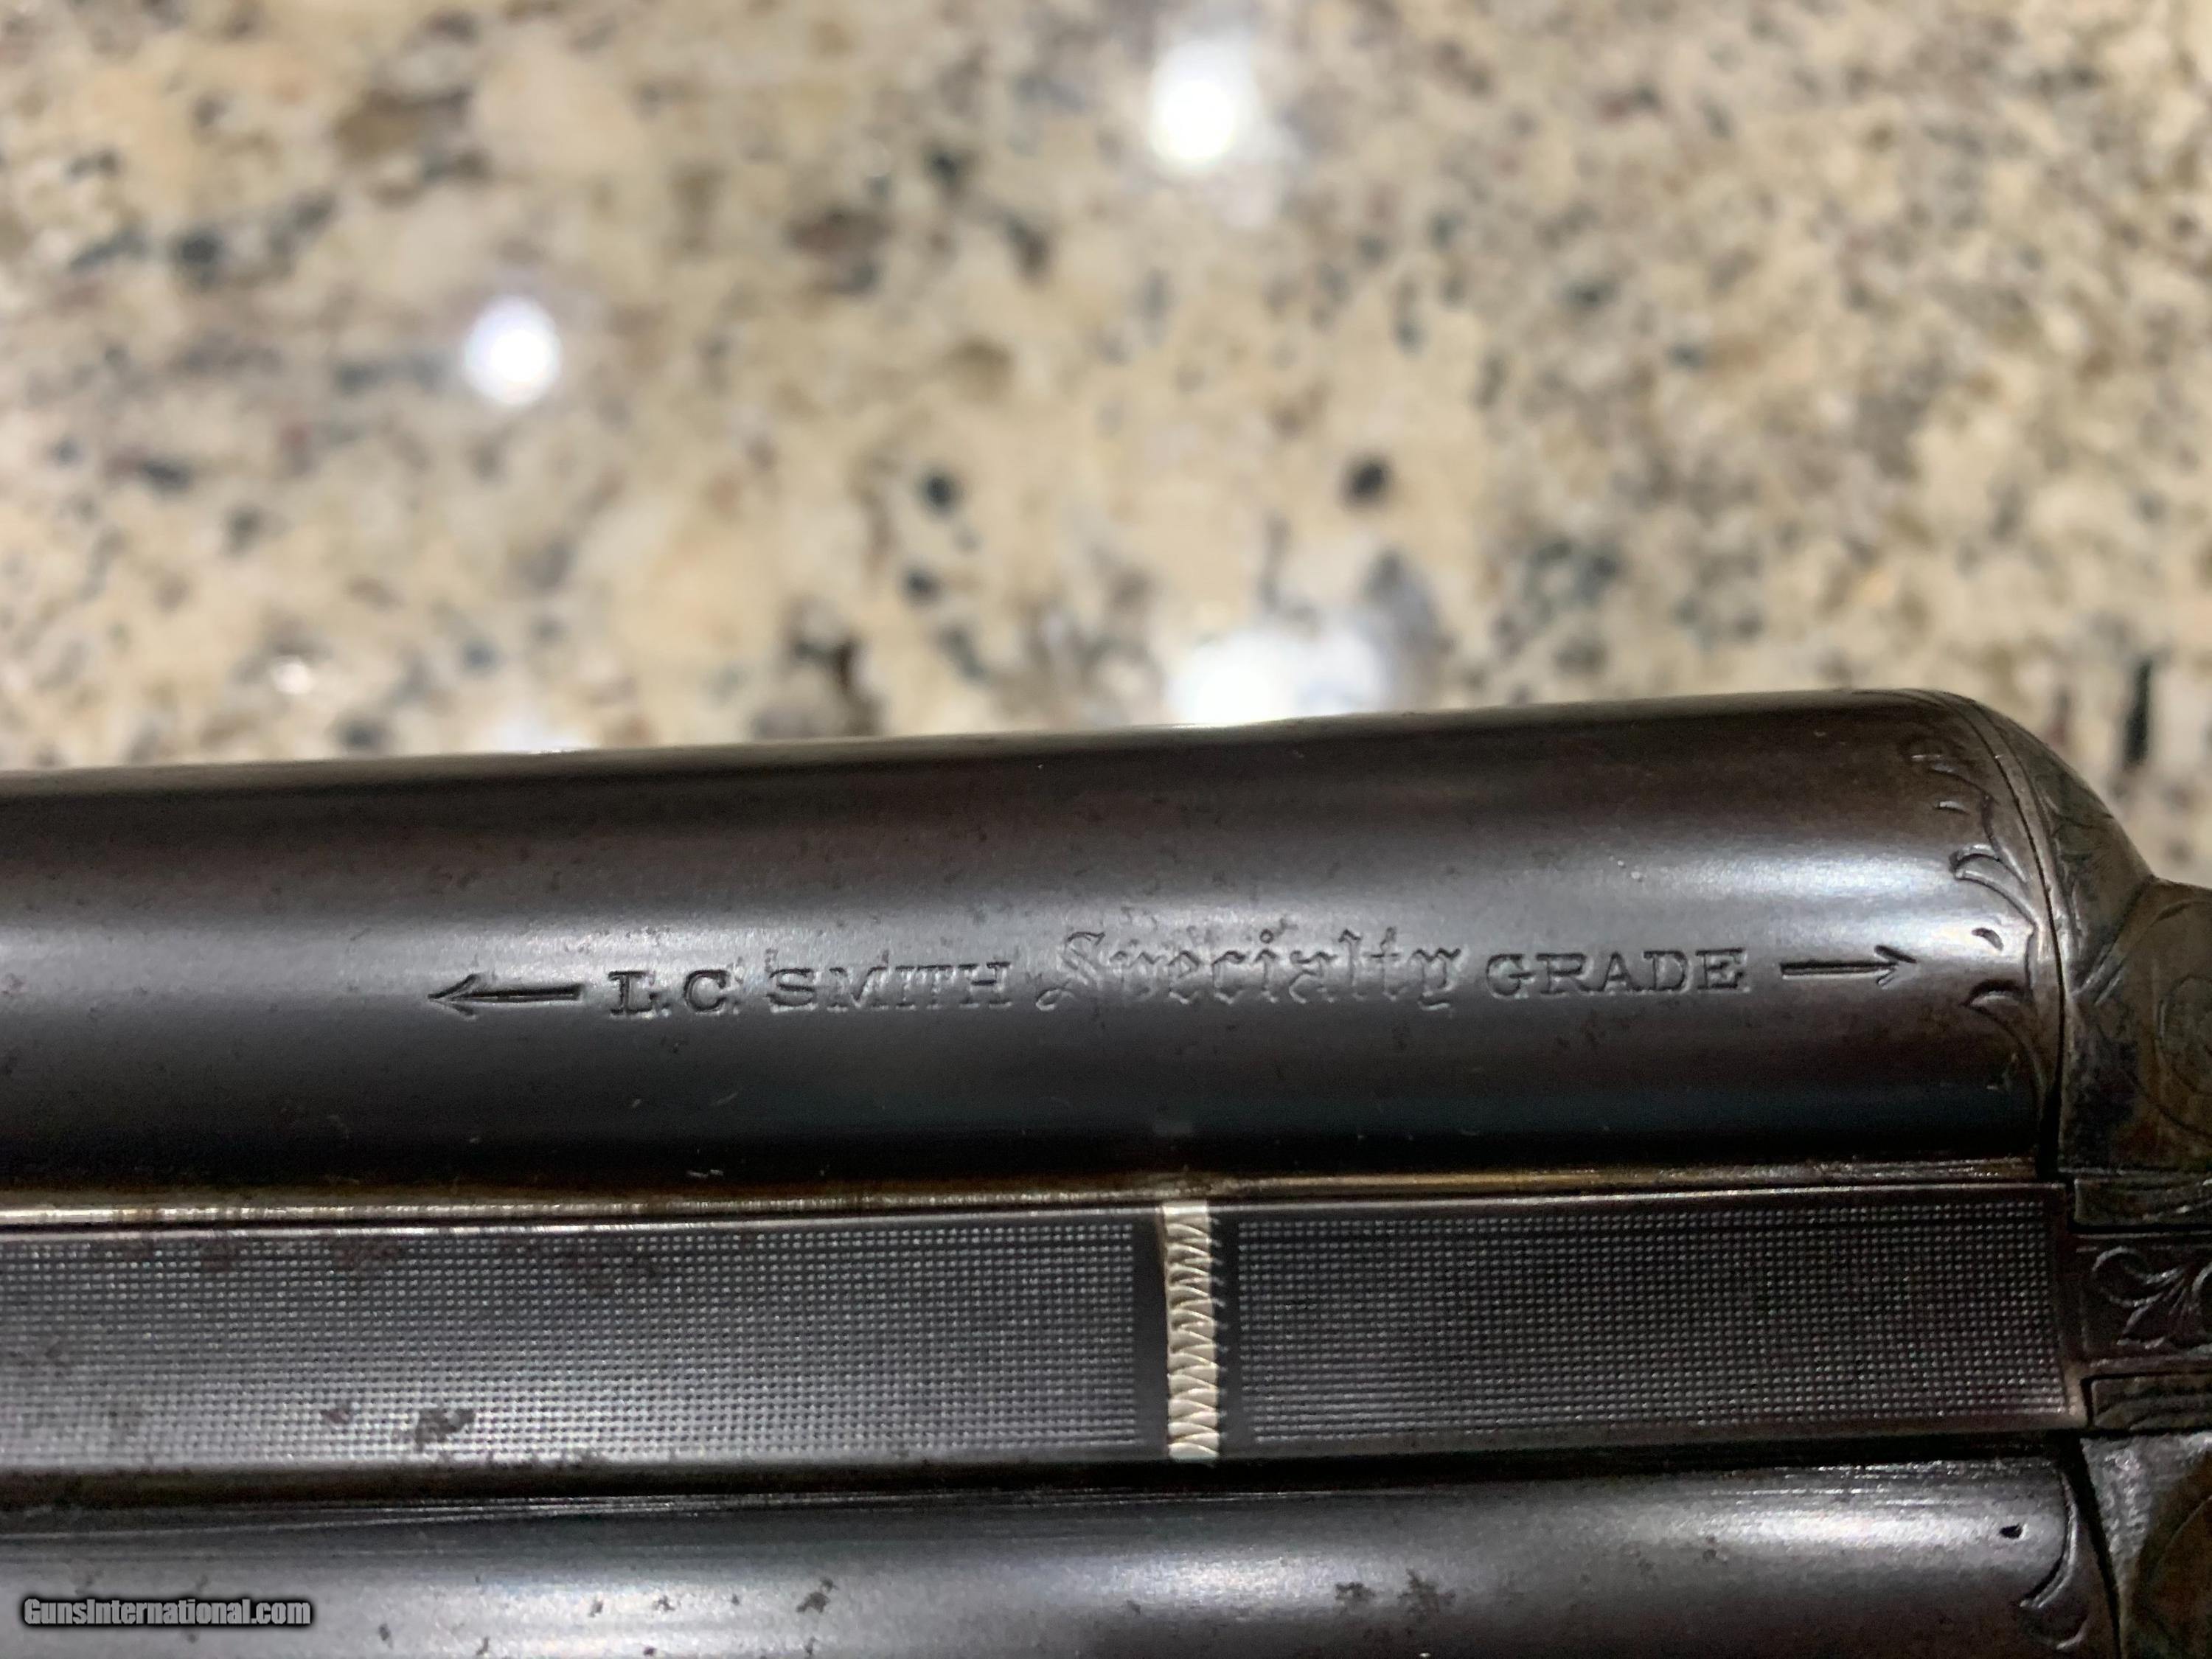 L.C. SMITH Specialty GRADE
GunsInternational.com